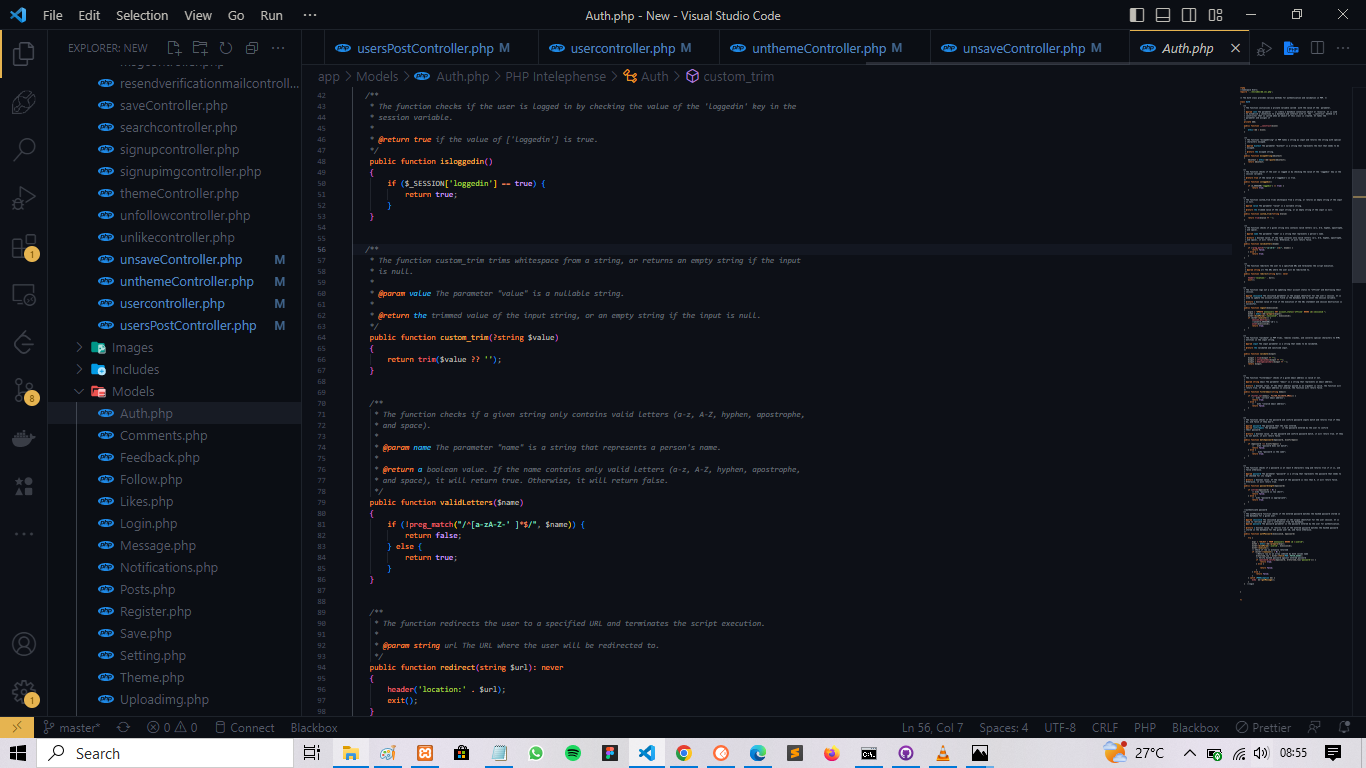 File Edit Selection View Go Run ··· Auth.php - New - Visual Studio Code
EXPLORER: NEW
usersPostController.php M usercontroller.php M unthemeController.php M unsaveController.php M Auth.php
app > Models > Auth.php > PHP Intelephense > Auth > custom_trim
resendverificationmailcontroll...
saveController.php
searchcontroller.php
signupcontroller.php
signupimgcontroller.php
themeController.php
unfollowcontroller.php
unlikecontroller.php
unsaveController.php M
unthemeController.php M
usercontroller.php M
usersPostController.php M
Images
Includes
Models
Auth.php
Comments.php
Feedback.php
Follow.php
Likes.php
Login.php
Message.php
Notifications.php
Posts.php
Register.php
Save.php
Setting.php
Theme.php
Uploadimg.php
1
8
1
42 /**
43 * The function checks if the user is logged in by checking the value of the 'loggedin' key in the
44 * session variable.
45 *
46 * @return true if the value of ['loggedin'] is true.
47 */
48 public function isloggedin()
49 {
50 if ($_SESSION['loggedin'] == true) {
51 return true;
52 }
53 }
54
55
56 /**
57 * The function custom_trim trims whitespace from a string, or returns an empty string if the input
58 * is null.
59 *
60 * @param value The parameter "value" is a nullable string.
61 *
62 * @return the trimmed value of the input string, or an empty string if the input is null.
63 */
64 public function custom_trim(?string $value)
65 {
66 return trim($value ?? '');
67 }
68
69
70 /**
71 * The function checks if a given string only contains valid letters (a-z, A-Z, hyphen, apostrophe,
72 * and space).
73 *
74 * @param name The parameter "name" is a string that represents a person's name.
75 *
76 * @return a boolean value. If the name contains only valid letters (a-z, A-Z, hyphen, apostrophe,
77 * and space), it will return true. Otherwise, it will return false.
78 */
79 public function validLetters($name)
80 {
81 if (!preg_match("/^[a-zA-Z-' ]*$/", $name)) {
82 return false;
83 } else {
84 return true;
85 }
86 }
87
88
89 /**
90 * The function redirects the user to a specified URL and terminates the script execution.
91 *
92 * @param string url The URL where the user will be redirected to.
93 */
94 public function redirect(string $url): never
95 {
96 header('location:' . $url);
97 exit();
98 }
master* 0 0 Connect Blackbox Ln 56, Col 7 Spaces: 4 UTF-8 CRLF PHP Blackbox Prettier
Search 27°C 08:55